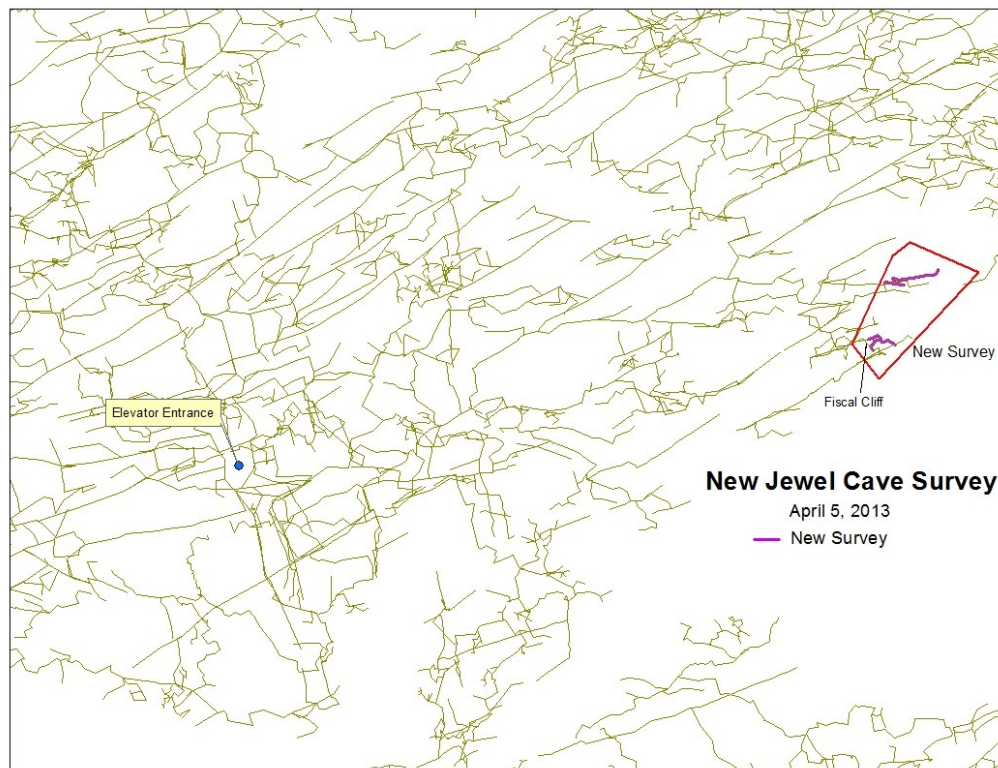 Elevator Entrance
New Survey
Fiscal Cliff
New Jewel Cave Survey
April 5, 2013
New Survey